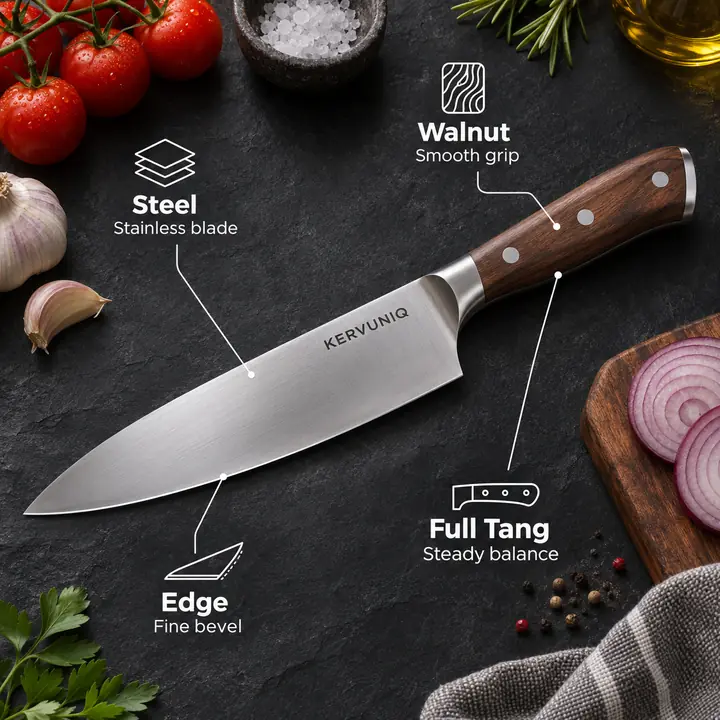 Walnut
Smooth grip
Steel
Stainless blade
KERVUNIQ
Full Tang
Steady balance
Edge
Fine bevel